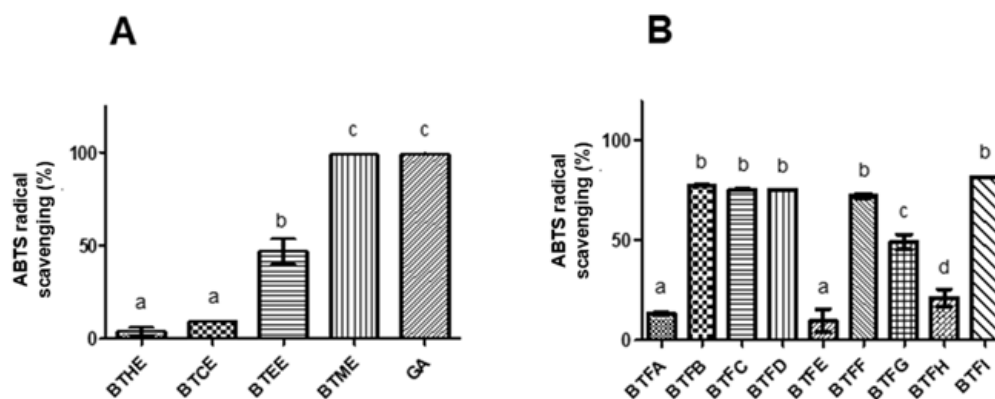 A
ABTS radical
scavenging (%)
100
50
0
a
a
b
c
c
BTHE
BTCE
BTEE
BTME
GA
B
ABTS radical
scavenging (%)
100
50
0
a
b
b
b
a
b
c
d
b
BTFA
BTFB
BTFC
BTFD
BTFE
BTFF
BTFG
BTFH
BTFI